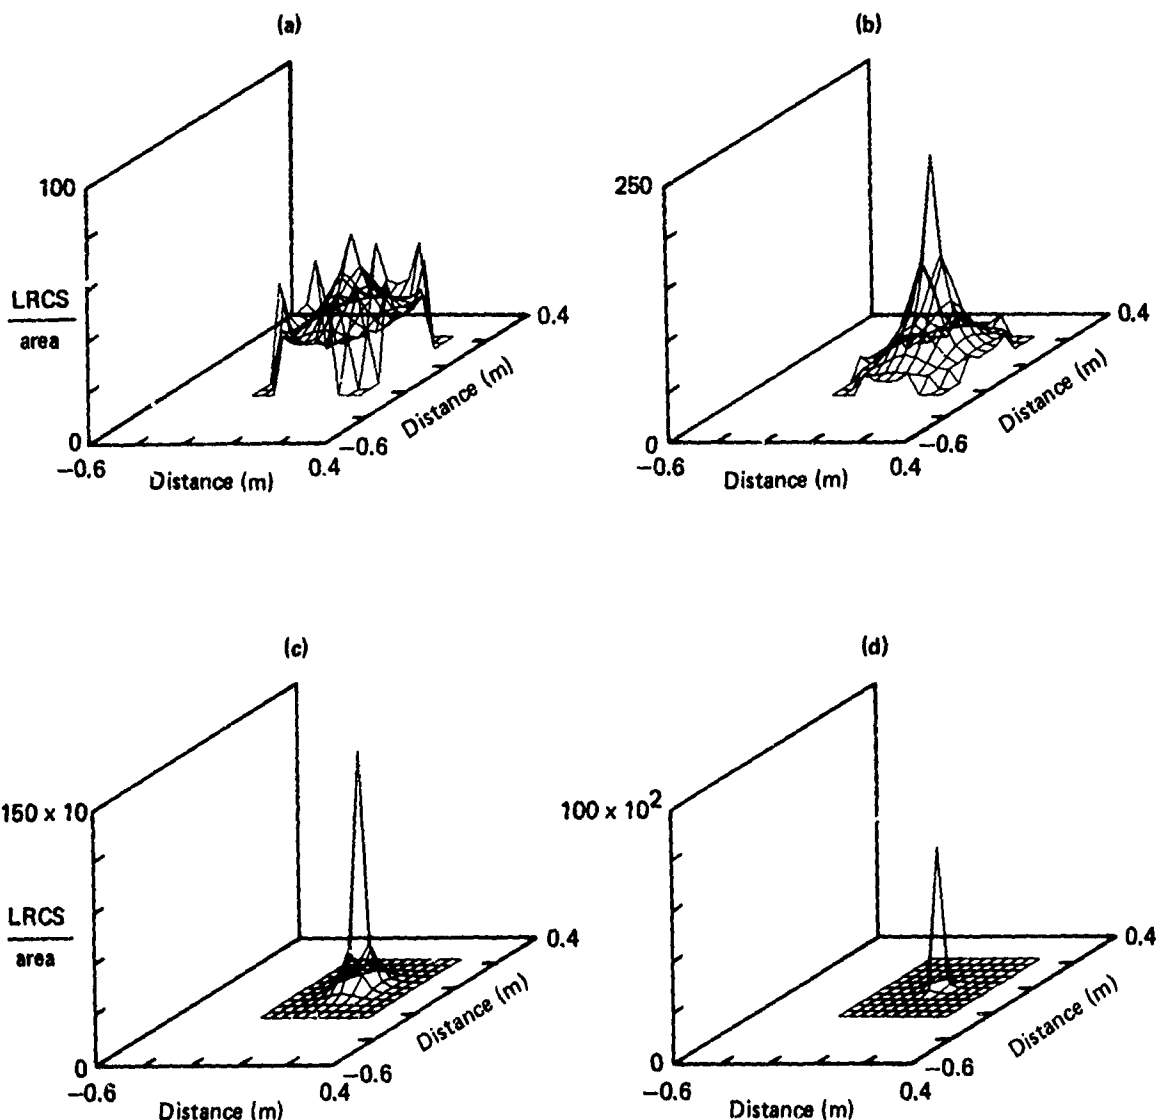 (a)
(b)
100
LRCS
area
0
-0.6
Distance (m)
0.4
-0.6
Distance (m)
0.4
250
0
-0.6
Distance (m)
0.4
-0.6
Distance (m)
0.4
(c)
(d)
150 x 10
LRCS
area
0
-0.6
Distance (m)
0.4
-0.6
Distance (m)
0.4
100 x 10²
0
-0.6
Distance (m)
0.4
-0.6
Distance (m)
0.4